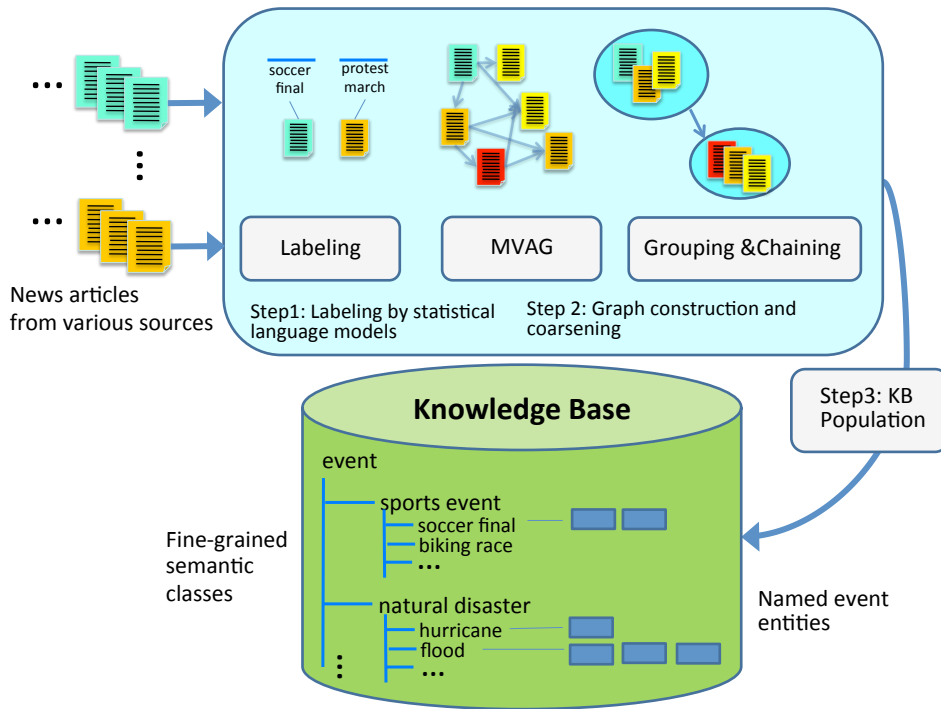 soccer
final
protest
march
Labeling
MVAG
Grouping &Chaining
News articles
from various sources
Step1: Labeling by statistical
language models
Step 2: Graph construction and
coarsening
Step3: KB
Population
Knowledge Base
event
sports event
soccer final
biking race
...
Fine-grained
semantic
classes
natural disaster
hurricane
flood
...
Named event
entities